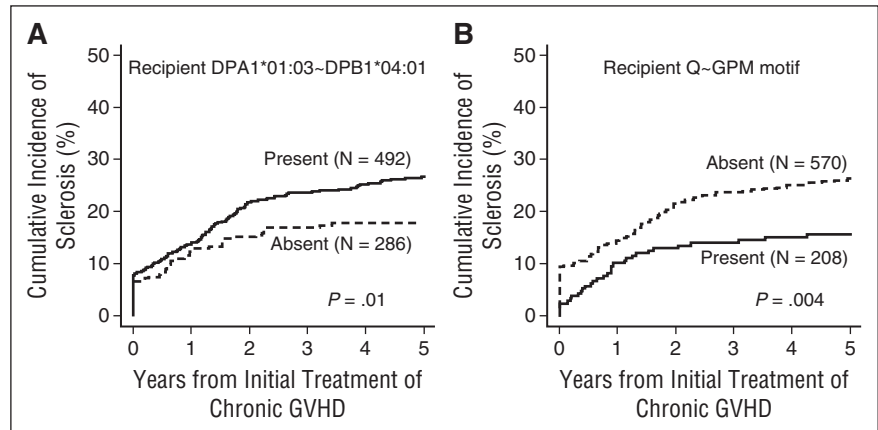 A
Recipient DPA1*01:03~DPB1*04:01
Cumulative Incidence of
Sclerosis (%)
50
40
30
20
10
0
Present (N = 492)
Absent (N = 286)
P = .01
0 1 2 3 4 5
Years from Initial Treatment of
Chronic GVHD
B
Recipient Q~GPM motif
Cumulative Incidence of
Sclerosis (%)
50
40
30
20
10
0
Absent (N = 570)
Present (N = 208)
P = .004
0 1 2 3 4 5
Years from Initial Treatment of
Chronic GVHD